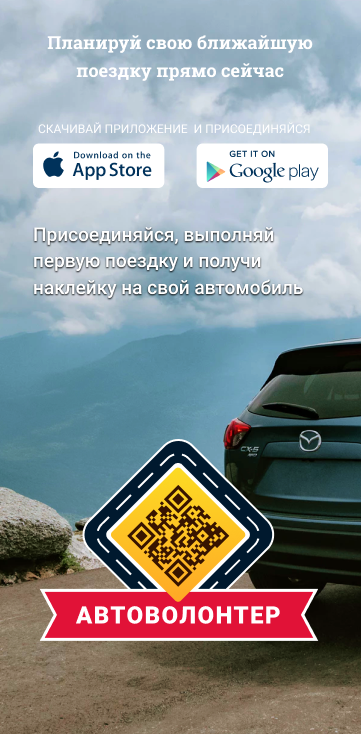 Планируй свою ближайшую
поездку прямо сейчас
СКАЧИВАЙ ПРИЛОЖЕНИЕ И ПРИСОЕДИНЯЙСЯ
Download on the
App Store
GET IT ON
Google play
Присоединяйся, выполняй
первую поездку и получи
наклейку на свой автомобиль
CX-5
АВТОВОЛОНТЕР